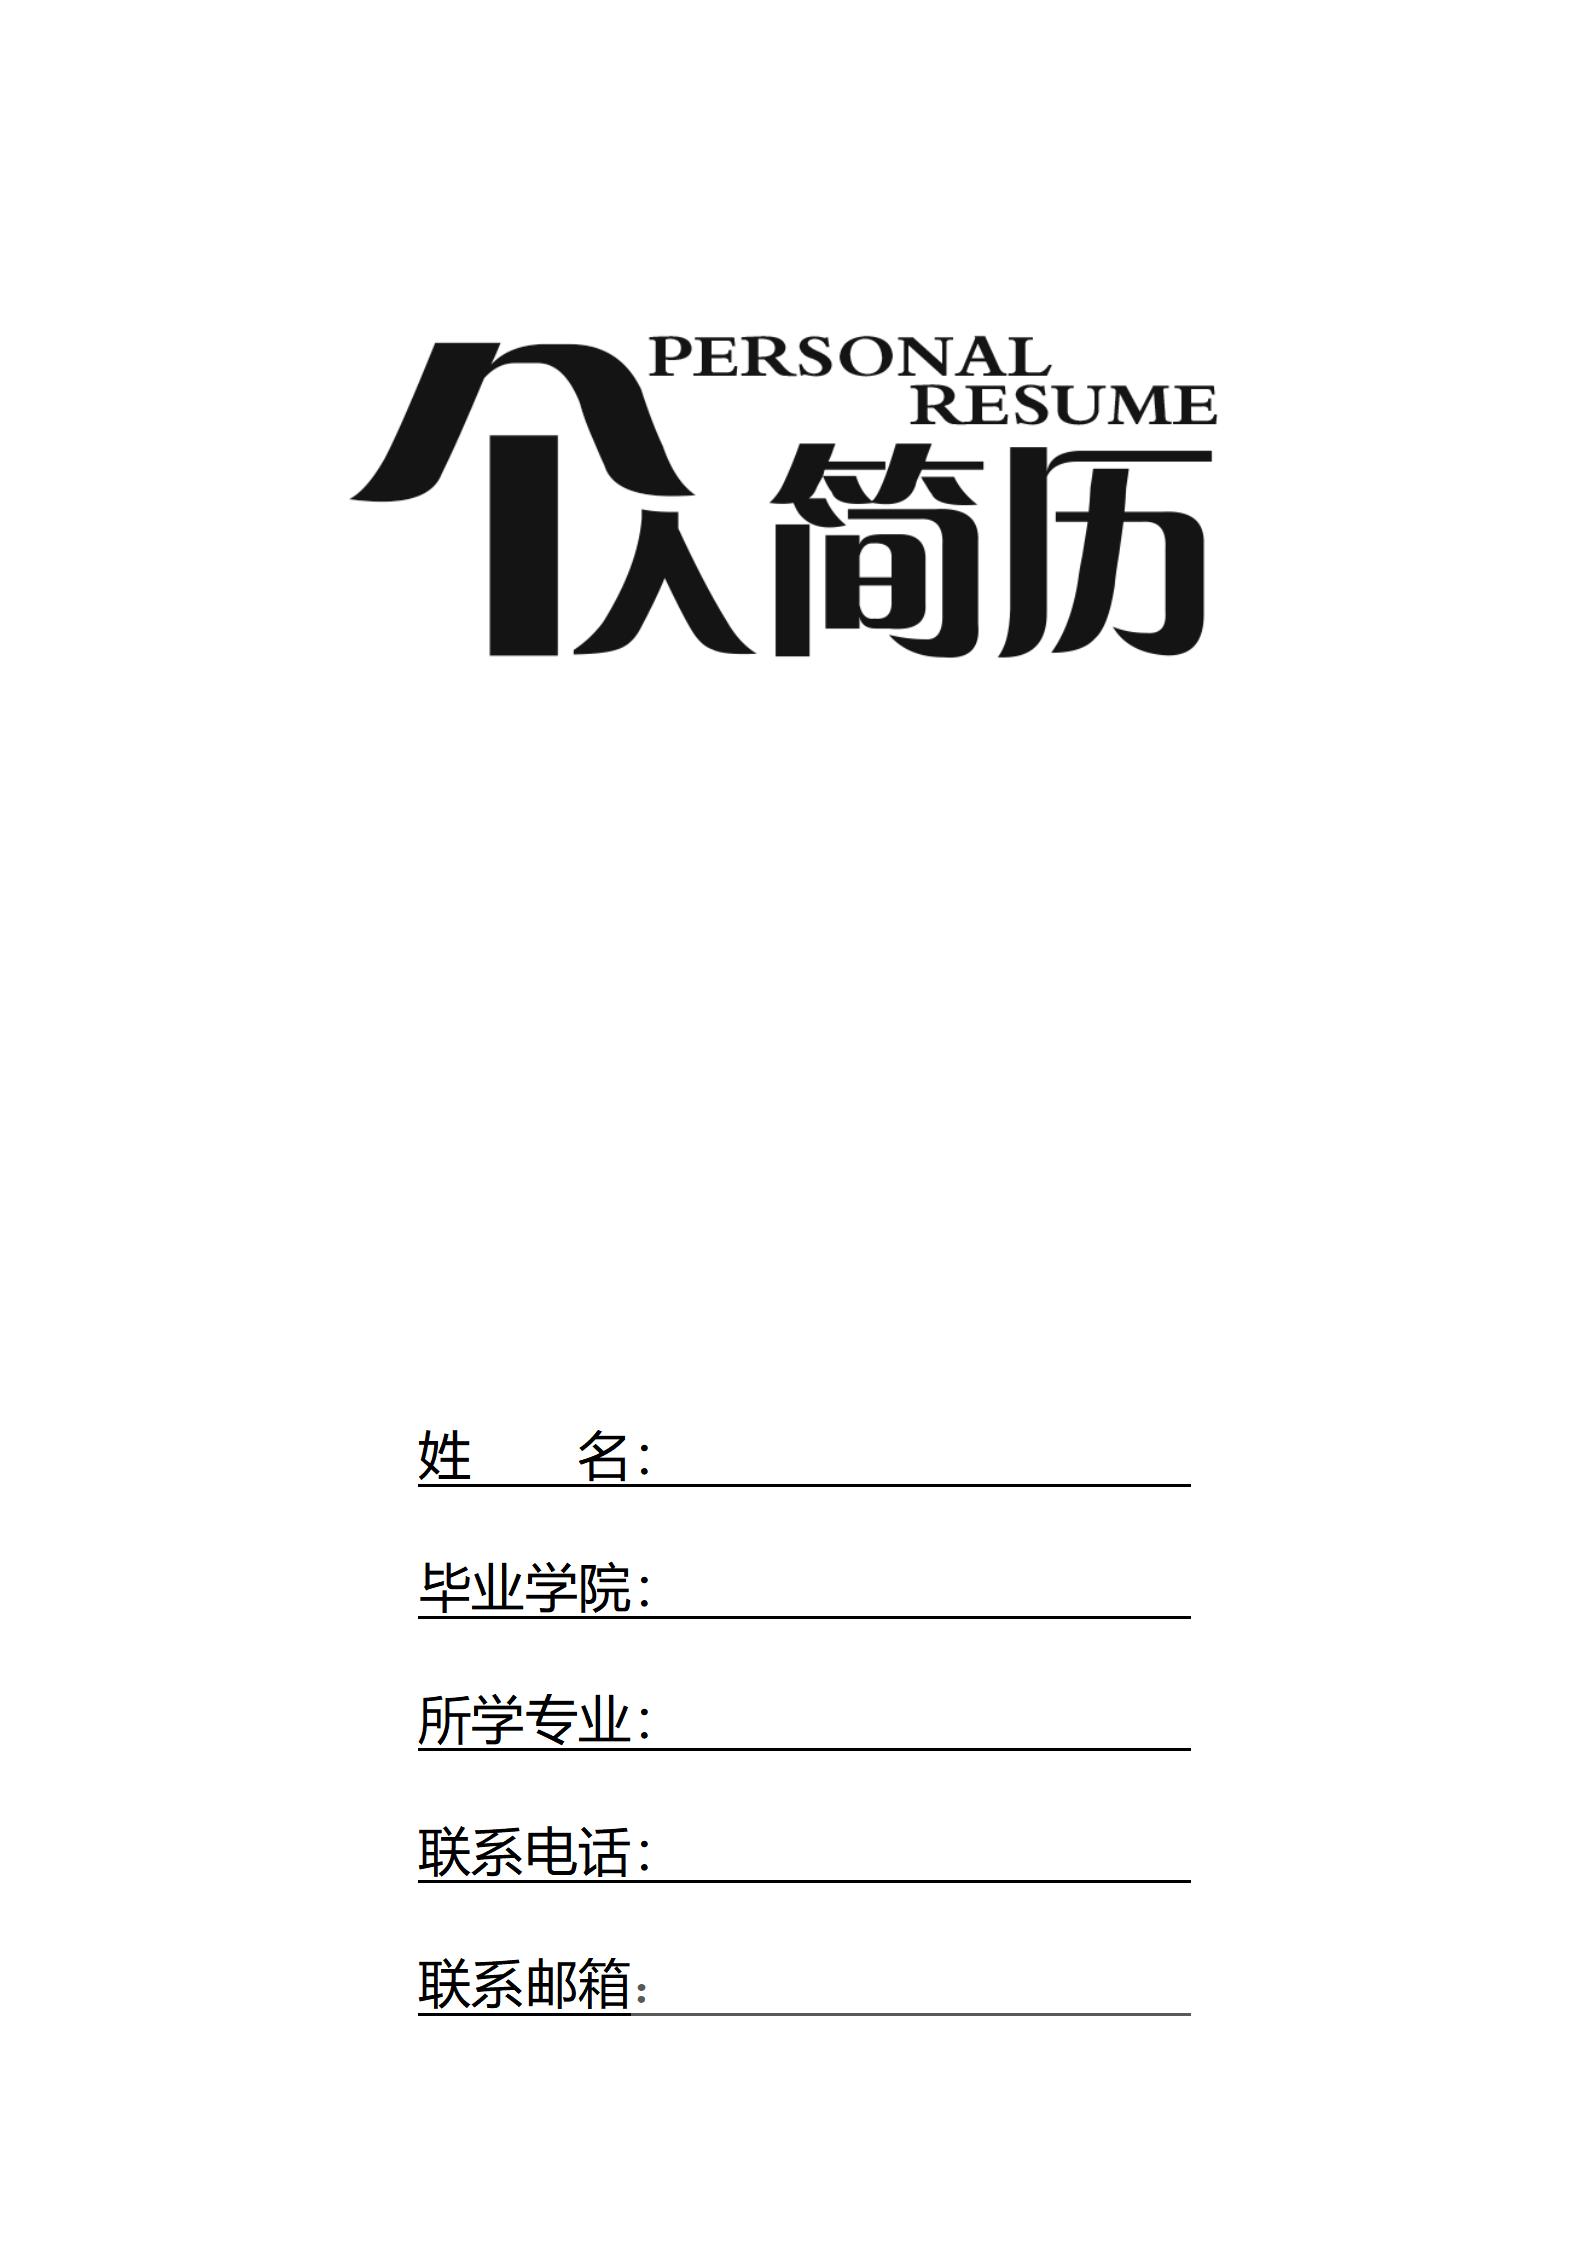 PERSONAL
RESUME
个人简历
姓　　名：
毕业学院：
所学专业：
联系电话：
联系邮箱：